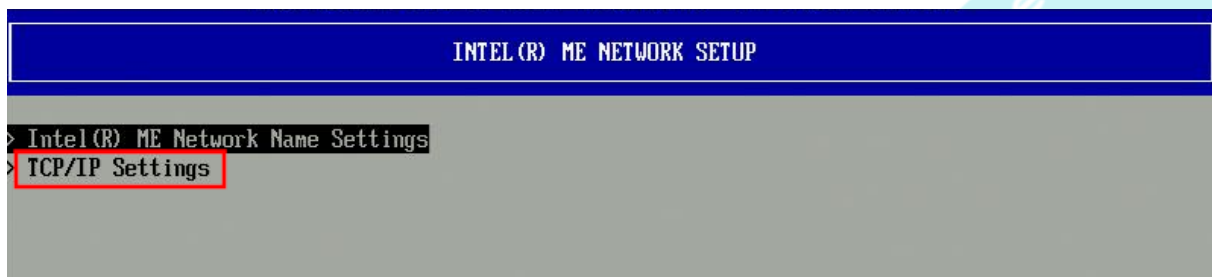 INTEL(R) ME NETWORK SETUP
> Intel(R) ME Network Name Settings
> TCP/IP Settings